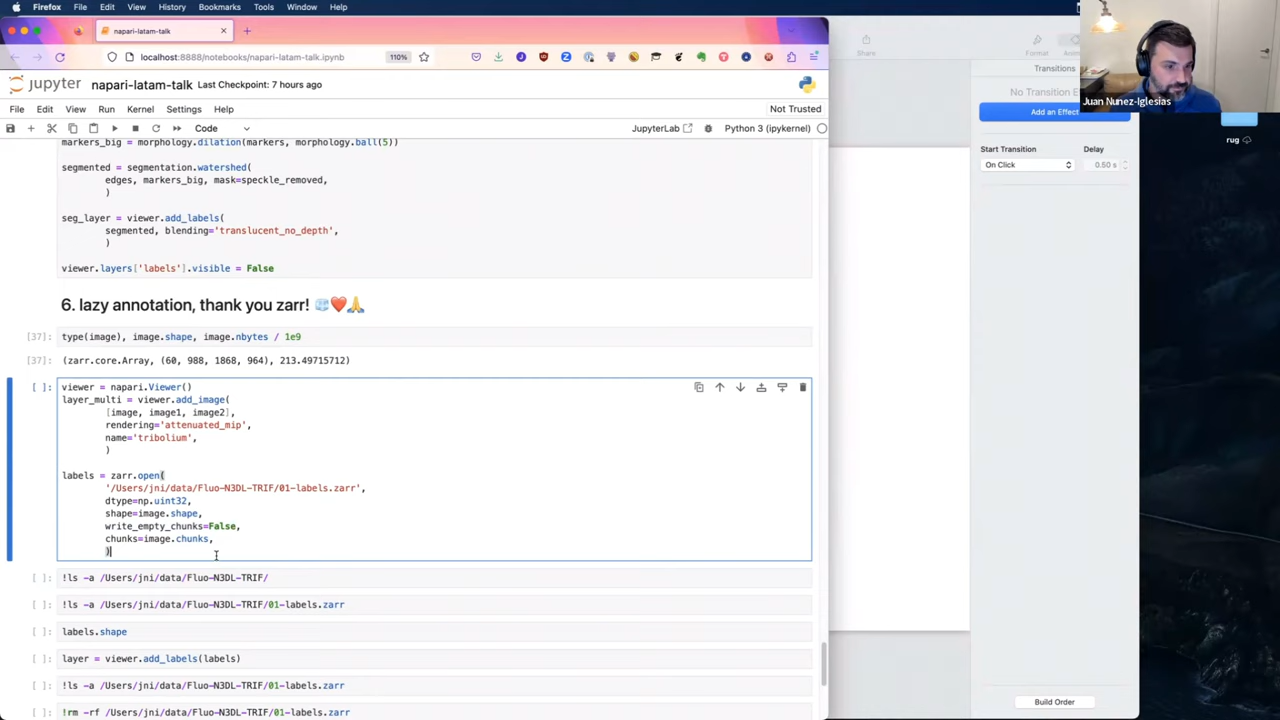 Firefox File Edit View History Bookmarks Tools Window Help
napari-latam-talk
localhost:8888/notebooks/napari-latam-talk.ipynb
110%
jupyter napari-latam-talk Last Checkpoint: 7 hours ago
File Edit View Run Kernel Settings Help
Not Trusted
Code
JupyterLab
Python 3 (ipykernel)
markers_big = morphology.dilation(markers, morphology.ball(5))
segmented = segmentation.watershed(
edges, markers_big, mask=speckle_removed,
)
seg_layer = viewer.add_labels(
segmented, blending='translucent_no_depth',
)
viewer.layers['labels'].visible = False
6. lazy annotation, thank you zarr! 🧊❤️🙏
[37]: type(image), image.shape, image.nbytes / 1e9
[37]: (zarr.core.Array, (60, 988, 1868, 964), 213.49715712)
[ ]: viewer = napari.Viewer()
layer_multi = viewer.add_image(
[image, image1, image2],
rendering='attenuated_mip',
name='tribolium',
)
labels = zarr.open(
'/Users/jni/data/Fluo-N3DL-TRIF/01-labels.zarr',
dtype=np.uint32,
shape=image.shape,
write_empty_chunks=False,
chunks=image.chunks,
)
[ ]: !ls -a /Users/jni/data/Fluo-N3DL-TRIF/
[ ]: !ls -a /Users/jni/data/Fluo-N3DL-TRIF/01-labels.zarr
[ ]: labels.shape
[ ]: layer = viewer.add_labels(labels)
[ ]: !ls -a /Users/jni/data/Fluo-N3DL-TRIF/01-labels.zarr
[ ]: !rm -rf /Users/jni/data/Fluo-N3DL-TRIF/01-labels.zarr
Share
Format
Transitions
No Transition
Add an Effect
Start Transition
Delay
On Click
0.50 s
Build Order
Juan Nunez-Iglesias
rug